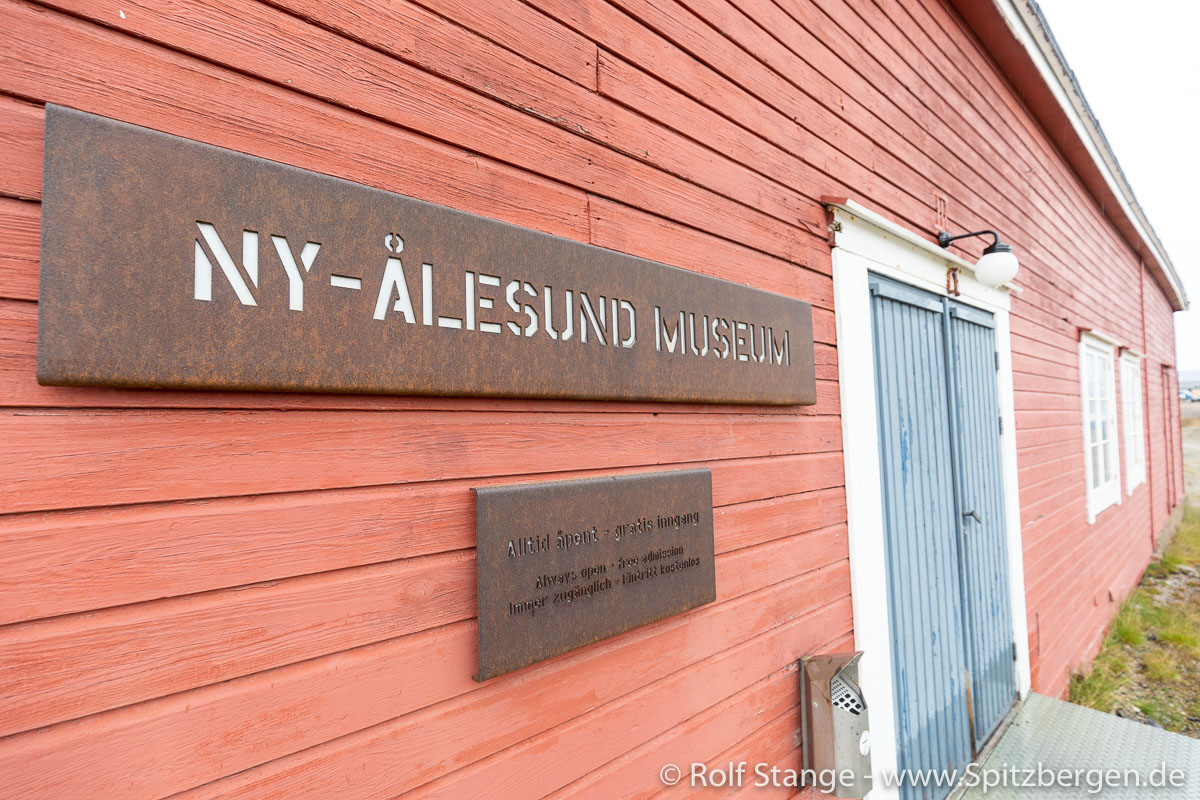 NY-ÅLESUND MUSEUM
Alltid åpent - gratis inngang
Always open - free admission
Immer zugänglich - Eintritt kostenlos
© Rolf Stange - www.Spitzbergen.de